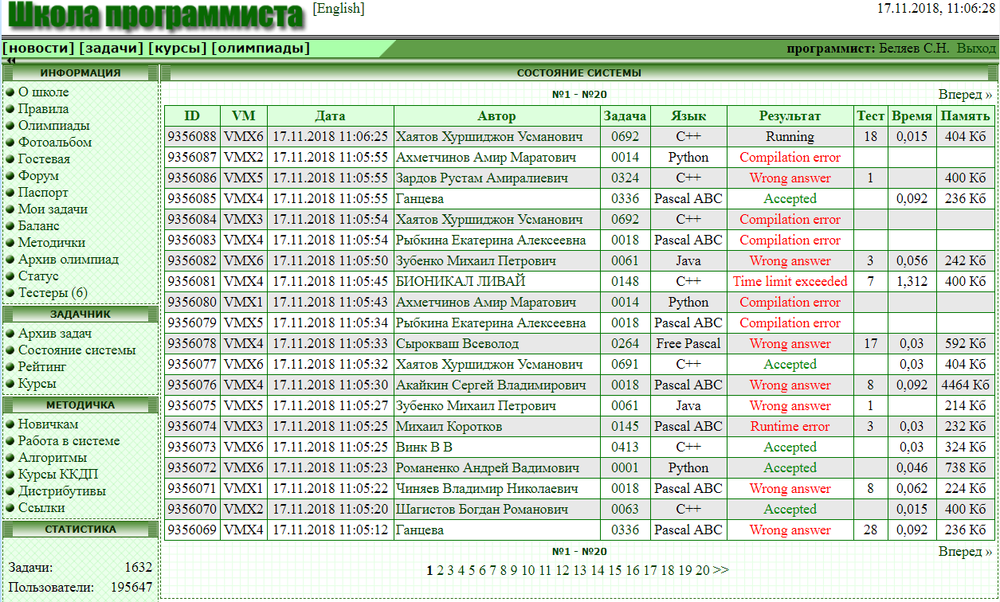 Школа программиста [English] 17.11.2018, 11:06:28
[новости] [задачи] [курсы] [олимпиады] программист: Беляев С.Н. Выход
ИНФОРМАЦИЯ
О школе
Правила
Олимпиады
Фотоальбом
Гостевая
Форум
Паспорт
Мои задачи
Баланс
Методички
Архив олимпиад
Статус
Тестеры (6)
ЗАДАЧНИК
Архив задач
Состояние системы
Рейтинг
Курсы
МЕТОДИЧКА
Новичкам
Работа в системе
Алгоритмы
Курсы ККДП
Дистрибутивы
Ссылки
СТАТИСТИКА
Задачи: 1632
Пользователи: 195647
СОСТОЯНИЕ СИСТЕМЫ
№1 - №20 Вперед »
ID VM Дата Автор Задача Язык Результат Тест Время Память
9356088 VMX6 17.11.2018 11:06:25 Хаятов Хуршиджон Усманович 0692 C++ Running 18 0,015 404 Кб
9356087 VMX2 17.11.2018 11:05:55 Ахметчинов Амир Маратович 0014 Python Compilation error
9356086 VMX5 17.11.2018 11:05:55 Зардов Рустам Амиралиевич 0324 C++ Wrong answer 1 400 Кб
9356085 VMX4 17.11.2018 11:05:55 Ганцева 0336 Pascal ABC Accepted 0,092 236 Кб
9356084 VMX3 17.11.2018 11:05:54 Хаятов Хуршиджон Усманович 0692 C++ Compilation error
9356083 VMX4 17.11.2018 11:05:54 Рыбкина Екатерина Алексеевна 0018 Pascal ABC Compilation error
9356082 VMX6 17.11.2018 11:05:50 Зубенко Михаил Петрович 0061 Java Wrong answer 3 0,056 242 Кб
9356081 VMX4 17.11.2018 11:05:45 БИОНИКАЛ ЛИВАЙ 0148 C++ Time limit exceeded 7 1,312 400 Кб
9356080 VMX1 17.11.2018 11:05:43 Ахметчинов Амир Маратович 0014 Python Compilation error
9356079 VMX5 17.11.2018 11:05:34 Рыбкина Екатерина Алексеевна 0018 Pascal ABC Compilation error
9356078 VMX4 17.11.2018 11:05:33 Сырокваш Всеволод 0264 Free Pascal Wrong answer 17 0,03 592 Кб
9356077 VMX6 17.11.2018 11:05:32 Хаятов Хуршиджон Усманович 0691 C++ Accepted 0,03 404 Кб
9356076 VMX4 17.11.2018 11:05:30 Акайкин Сергей Владимирович 0018 Pascal ABC Wrong answer 8 0,092 4464 Кб
9356075 VMX5 17.11.2018 11:05:27 Зубенко Михаил Петрович 0061 Java Wrong answer 1 214 Кб
9356074 VMX3 17.11.2018 11:05:25 Михаил Коротков 0145 Pascal ABC Runtime error 3 0,03 232 Кб
9356073 VMX6 17.11.2018 11:05:23 Винк В В 0413 C++ Accepted 0,03 324 Кб
9356072 VMX6 17.11.2018 11:05:23 Романенко Андрей Вадимович 0001 Python Accepted 0,046 738 Кб
9356071 VMX1 17.11.2018 11:05:22 Чиняев Владимир Николаевич 0018 Pascal ABC Wrong answer 8 0,062 224 Кб
9356070 VMX2 17.11.2018 11:05:20 Шагистов Богдан Романович 0063 C++ Accepted 0,015 400 Кб
9356069 VMX4 17.11.2018 11:05:12 Ганцева 0336 Pascal ABC Wrong answer 28 0,092 236 Кб
№1 - №20 Вперед »
1 2 3 4 5 6 7 8 9 10 11 12 13 14 15 16 17 18 19 20 >>